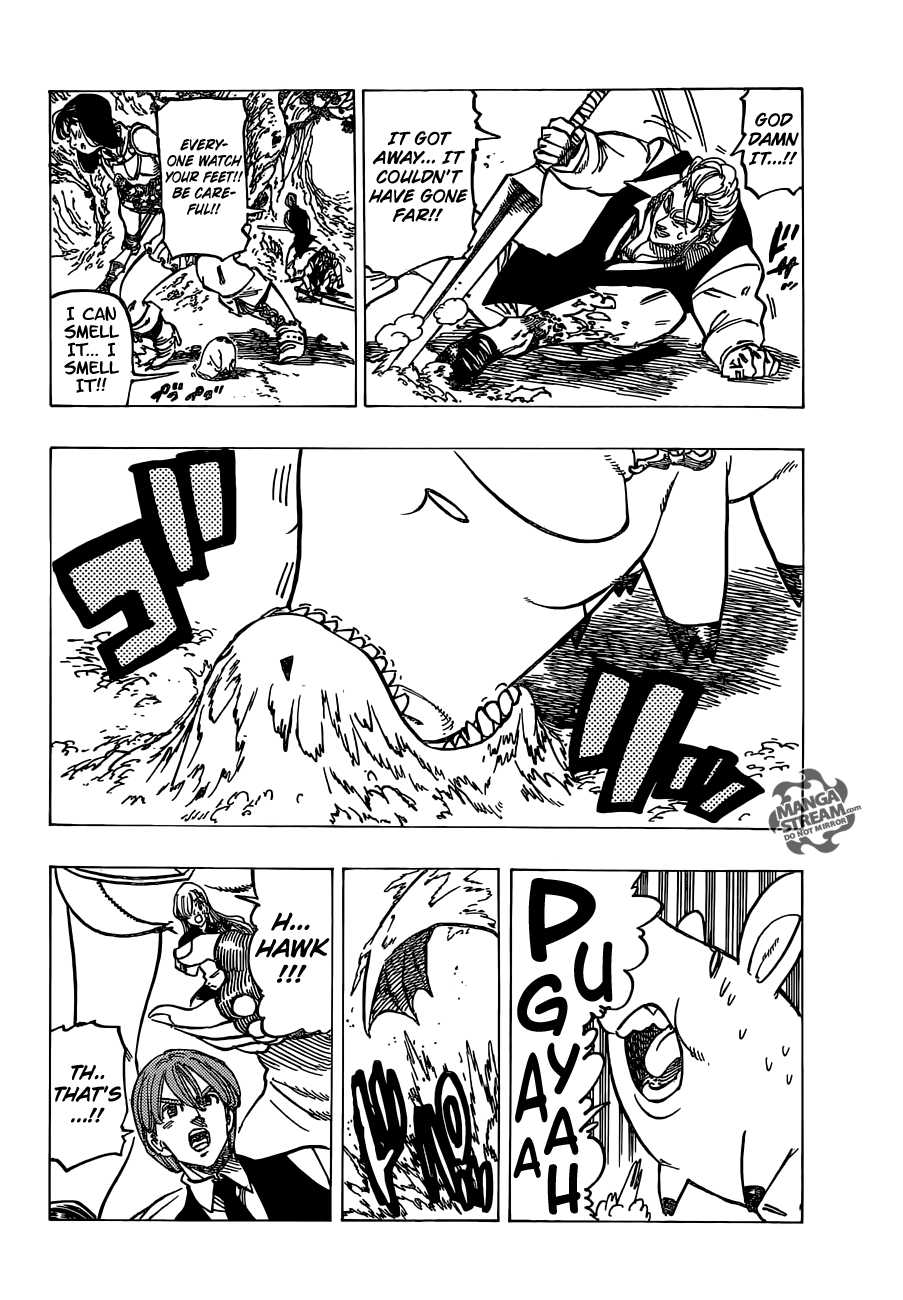 GOD
DAMN
IT...!!
IT GOT
AWAY... IT
COULDN'T
HAVE GONE
FAR!!
EVERY-
ONE WATCH
YOUR FEET!!
BE CARE-
FUL!!
I CAN
SMELL
IT... I
SMELL
IT!!
MANGA
STREAM.com
DO NOT MIRROR
PUGYAAAAH
H...
HAWK
!!!
TH..
THAT'S
...!!